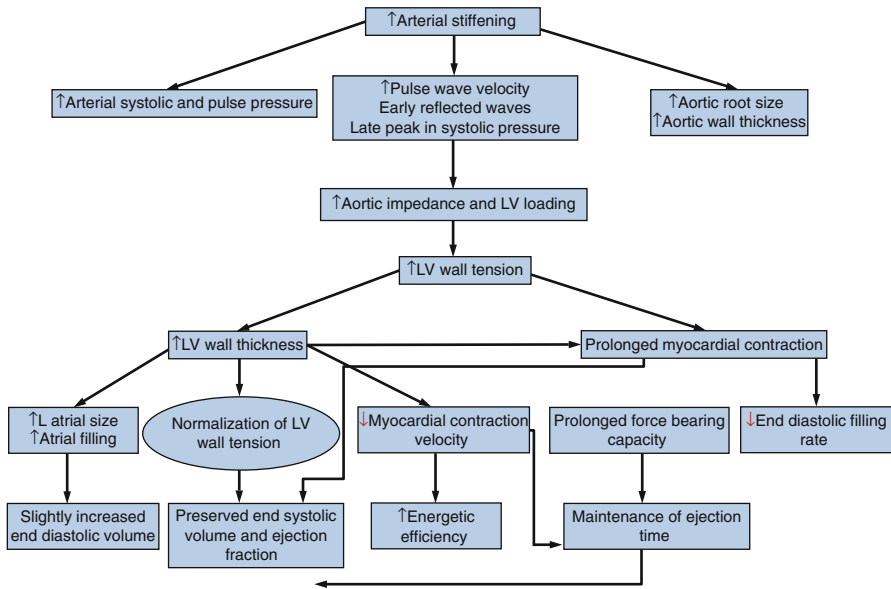 ↑Arterial stiffening
↑Arterial systolic and pulse pressure
↑Pulse wave velocity
Early reflected waves
Late peak in systolic pressure
↑Aortic root size
↑Aortic wall thickness
↑Aortic impedance and LV loading
↑LV wall tension
↑LV wall thickness
Prolonged myocardial contraction
↑L atrial size
↑Atrial filling
Normalization of LV
wall tension
↓Myocardial contraction
velocity
Prolonged force bearing
capacity
↓End diastolic filling
rate
Slightly increased
end diastolic volume
Preserved end systolic
volume and ejection
fraction
↑Energetic
efficiency
Maintenance of ejection
time